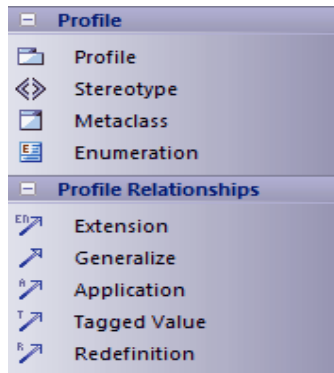 Profile
Profile
Stereotype
Metaclass
Enumeration
Profile Relationships
Extension
Generalize
Application
Tagged Value
Redefinition